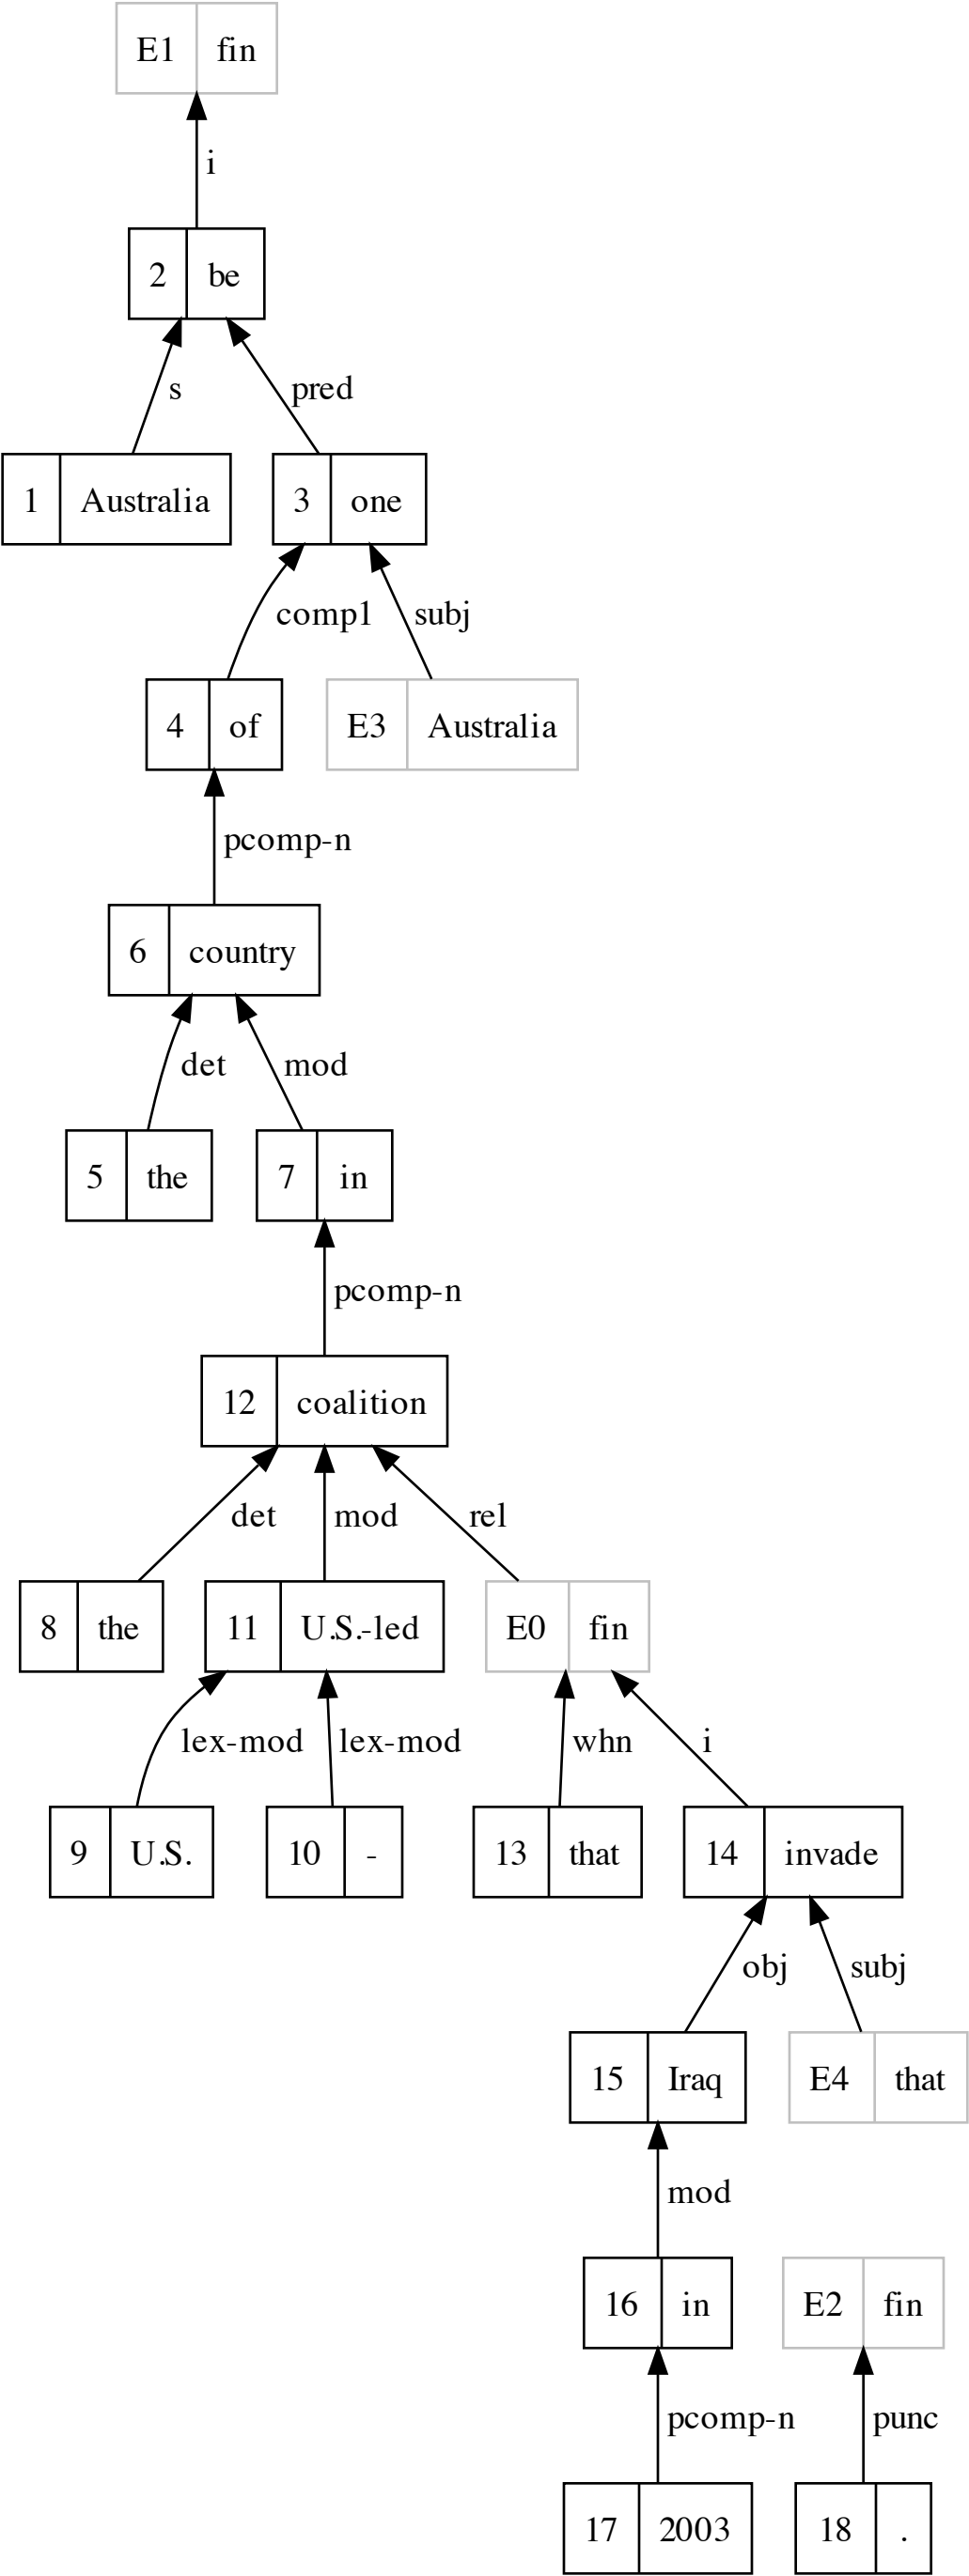 E1 fin
i
2 be
s pred
1 Australia 3 one
comp1 subj
4 of E3 Australia
pcomp-n
6 country
det mod
5 the 7 in
pcomp-n
12 coalition
det mod rel
8 the 11 U.S.-led E0 fin
lex-mod lex-mod whn i
9 U.S. 10 - 13 that 14 invade
obj subj
15 Iraq E4 that
mod
16 in E2 fin
pcomp-n punc
17 2003 18 .